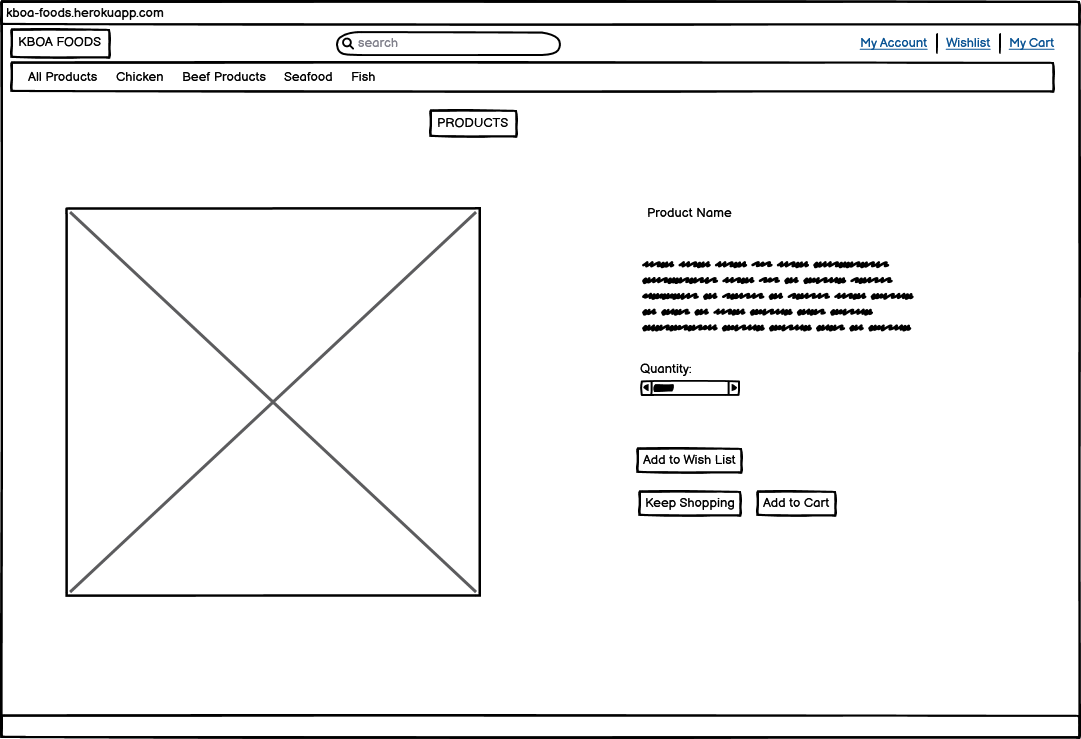 kboa-foods.herokuapp.com
KBOA FOODS
search
My Account Wishlist My Cart
All Products Chicken Beef Products Seafood Fish
PRODUCTS
Product Name
Quantity:
Add to Wish List
Keep Shopping Add to Cart